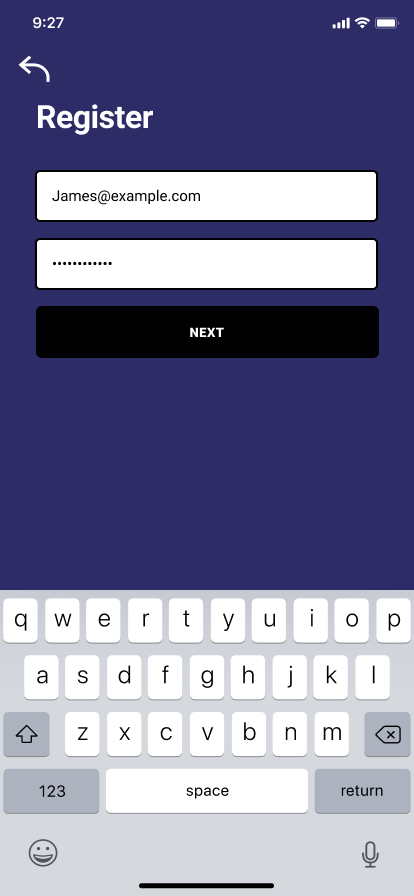 9:27
Register
James@example.com
••••••••••••
NEXT
q w e r t y u i o p
a s d f g h j k l
z x c v b n m
123 space return